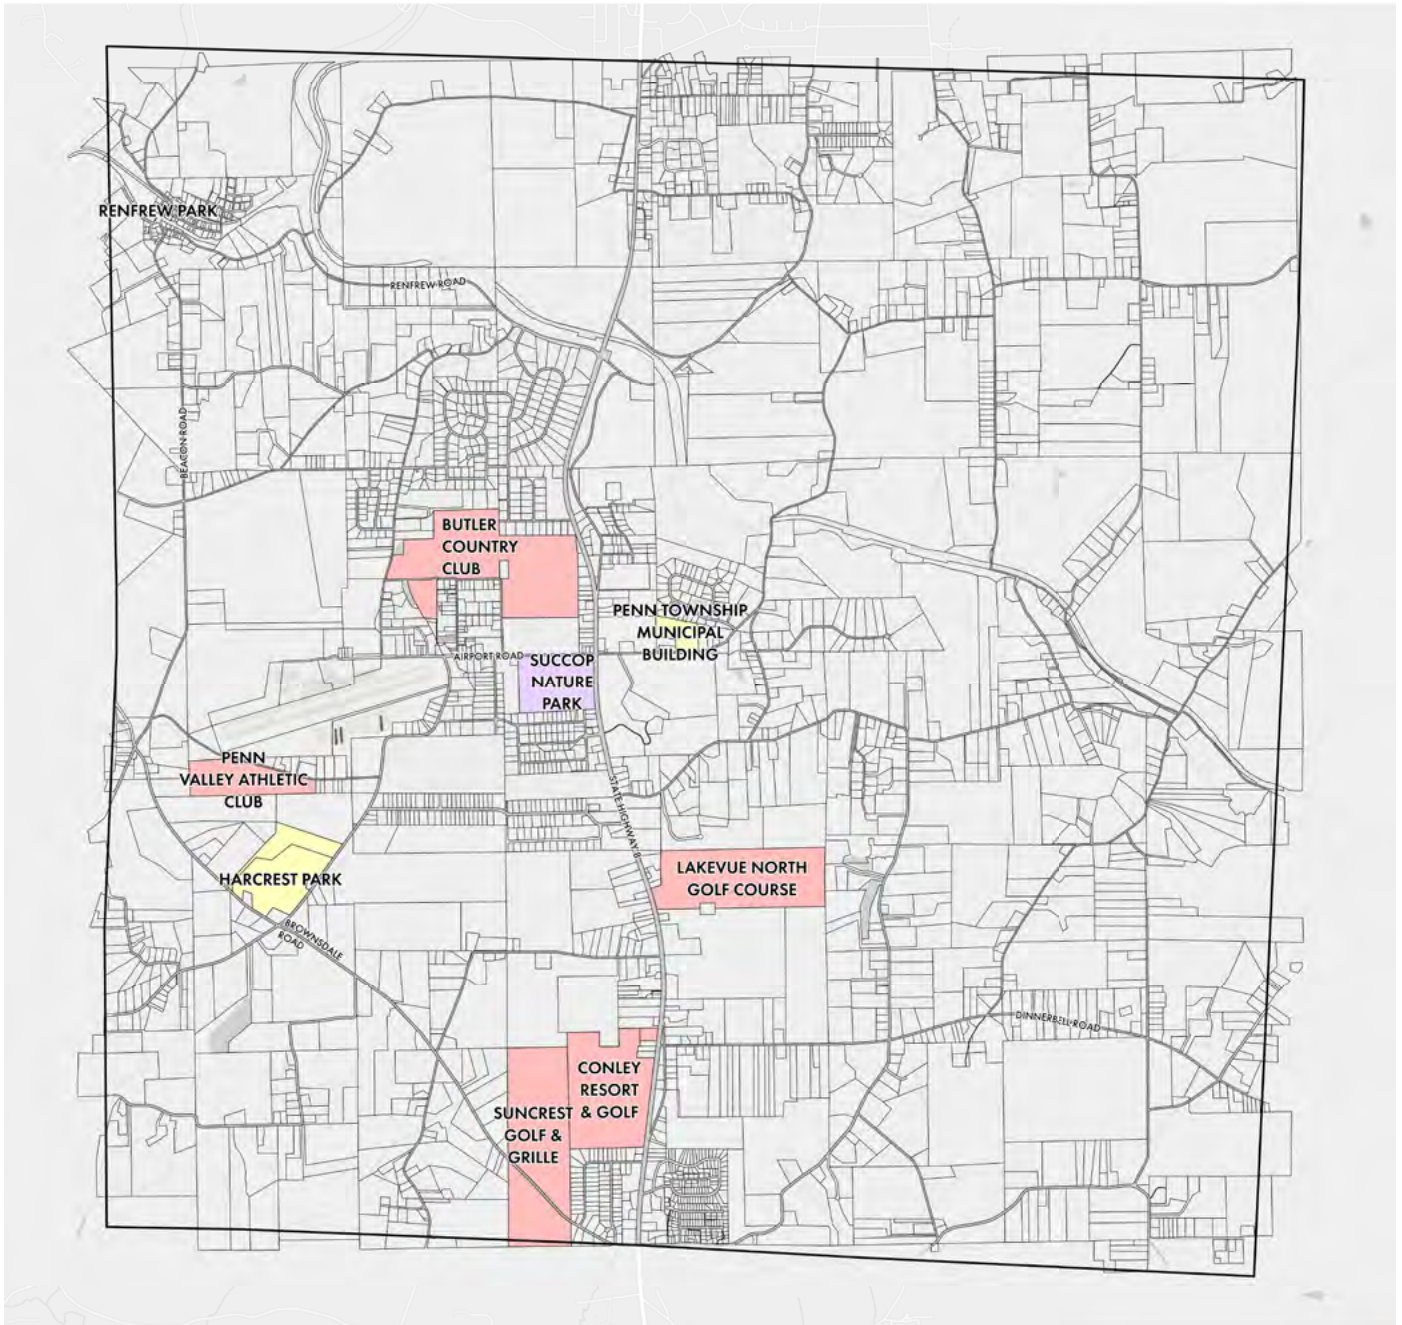 RENFREW PARK
RENFREW ROAD
BEACON ROAD
BUTLER
COUNTRY
CLUB
PENN TOWNSHIP
MUNICIPAL
BUILDING
AIRPORT ROAD
SUCCOP
NATURE
PARK
PENN
VALLEY ATHLETIC
CLUB
STATE HIGHWAY 8
LAKEVUE NORTH
GOLF COURSE
HARCREST PARK
BROWNSDALE
ROAD
DINNERBELL ROAD
CONLEY
RESORT
& GOLF
SUNCREST
GOLF &
GRILLE